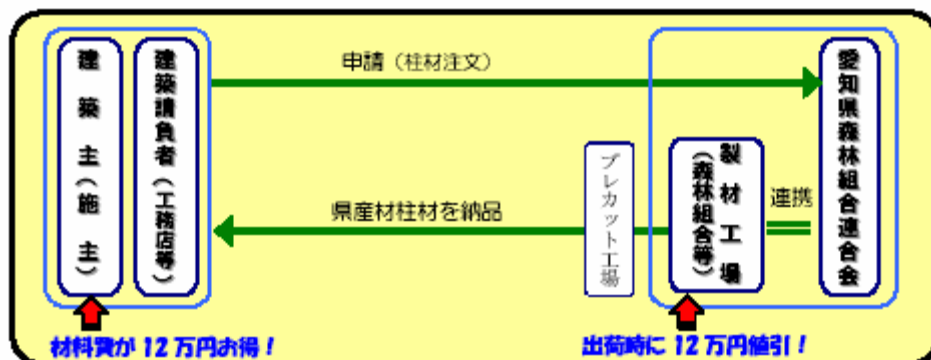 建築主(施主)
建築請負者(工務店等)
申請(柱材注文)
県産材柱材を納品
プレカット工場
製材工場
(森林組合等)
連携
愛知県森林組合連合会
材料費が12万円お得!
出荷時に12万円値引!